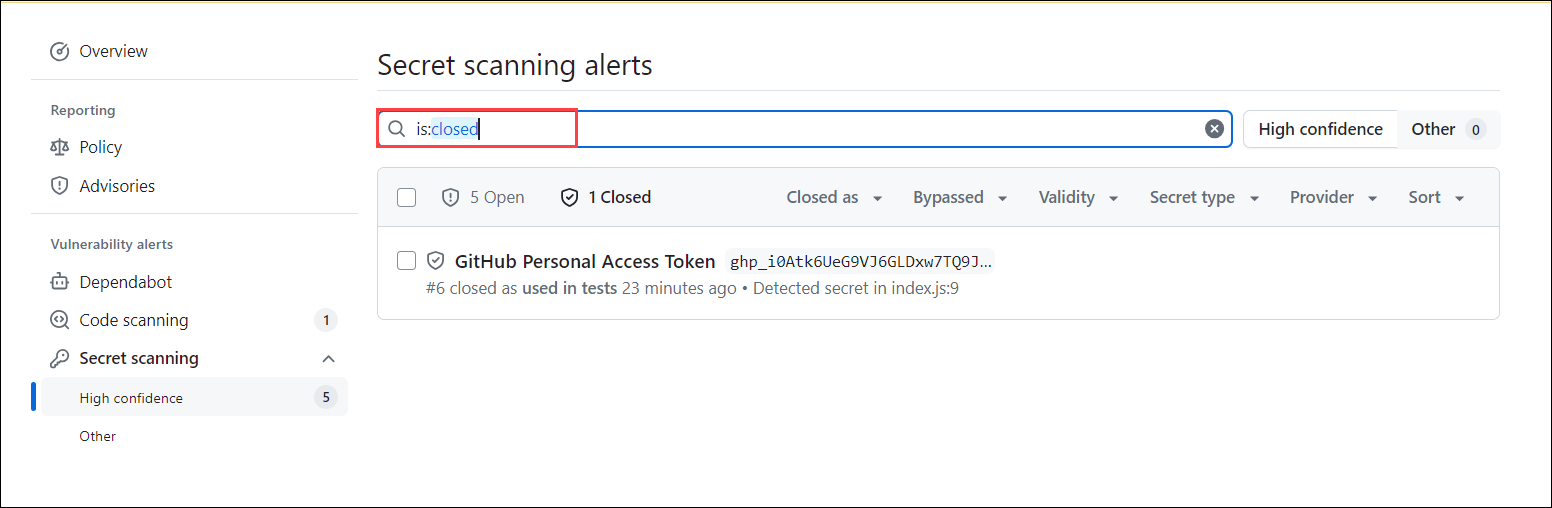 Overview
Reporting
Policy
Advisories
Vulnerability alerts
Dependabot
Code scanning 1
Secret scanning
High confidence 5
Other
Secret scanning alerts
is:closed
High confidence Other 0
5 Open 1 Closed Closed as Bypassed Validity Secret type Provider Sort
GitHub Personal Access Token ghp_i0Atk6UeG9VJ6GLDxw7TQ9J…
#6 closed as used in tests 23 minutes ago • Detected secret in index.js:9